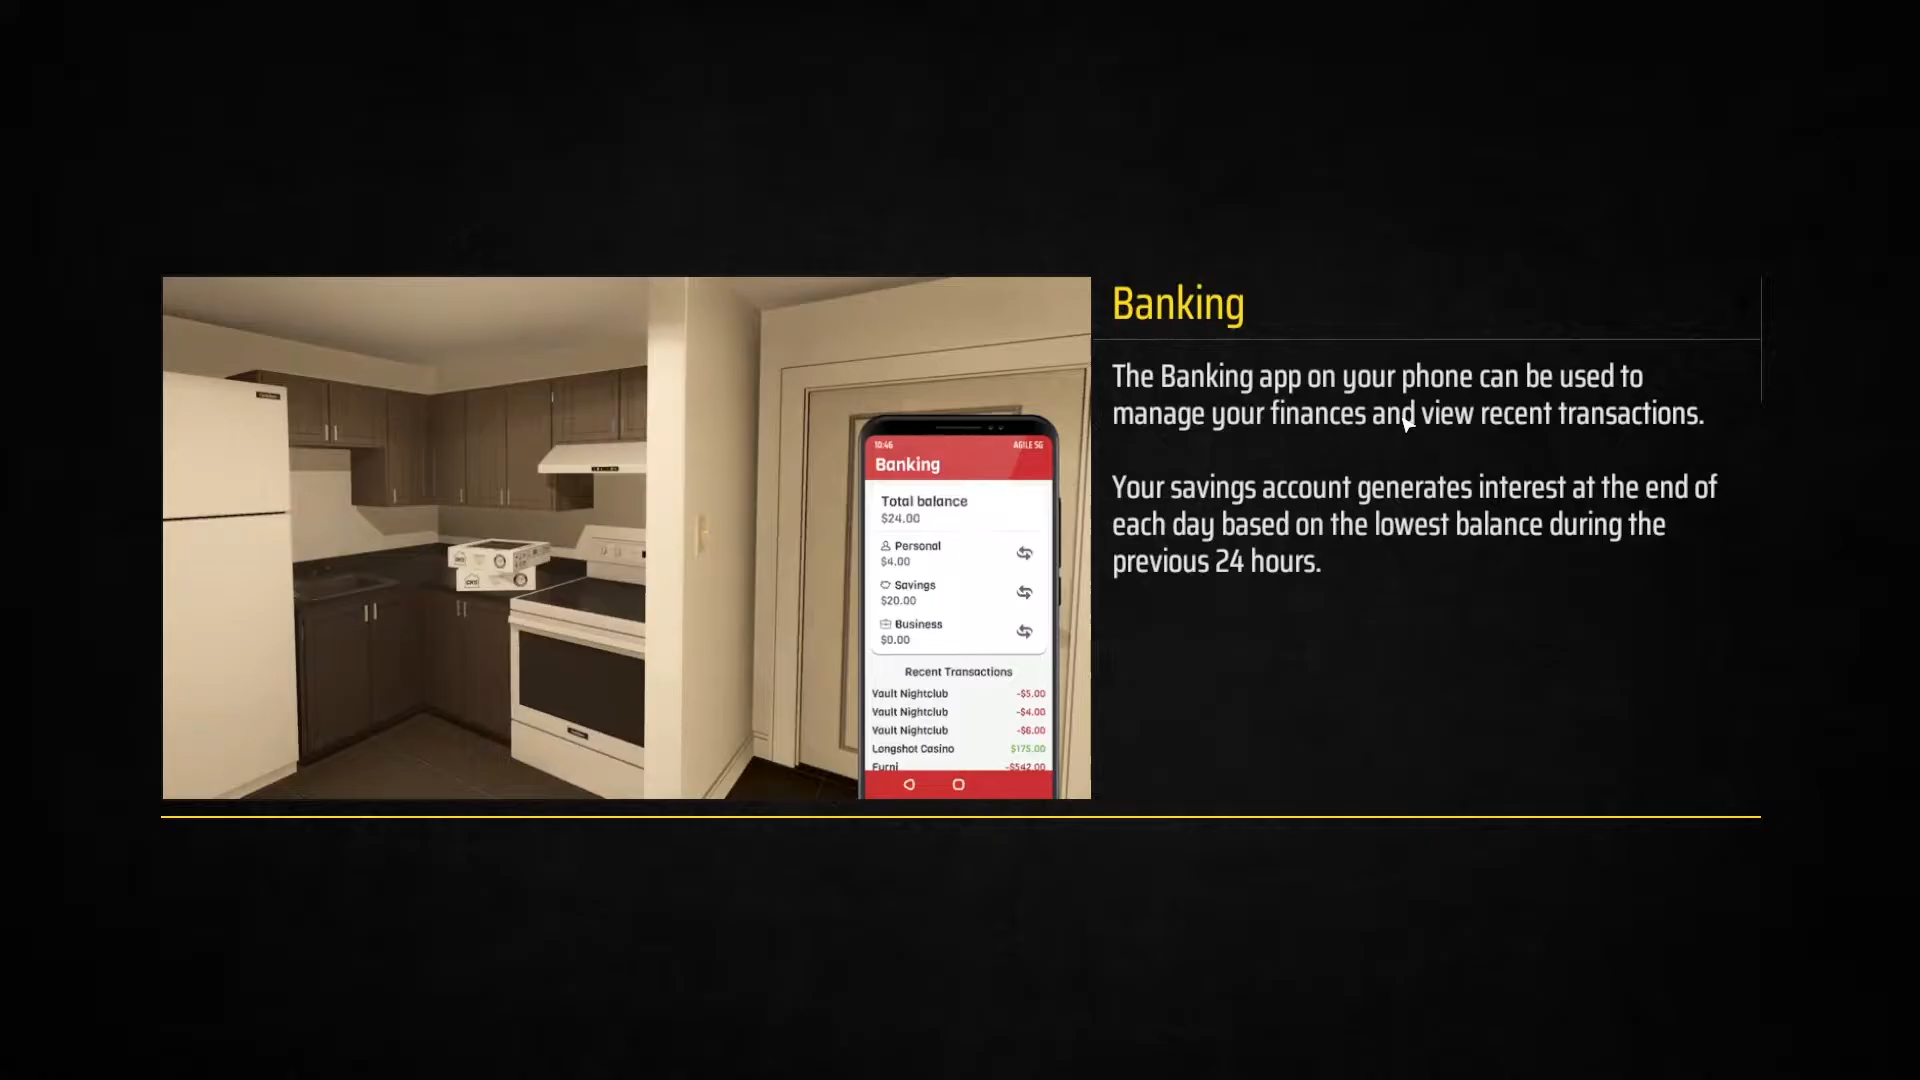 Banking
The Banking app on your phone can be used to
manage your finances and view recent transactions.
Your savings account generates interest at the end of
each day based on the lowest balance during the
previous 24 hours.
10:46 AGILE 5G
Banking
Total balance
$24.00
Personal
$4.00
Savings
$20.00
Business
$0.00
Recent Transactions
Vault Nightclub -$5.00
Vault Nightclub -$4.00
Vault Nightclub -$6.00
Longshot Casino $175.00
Furni -$542.00